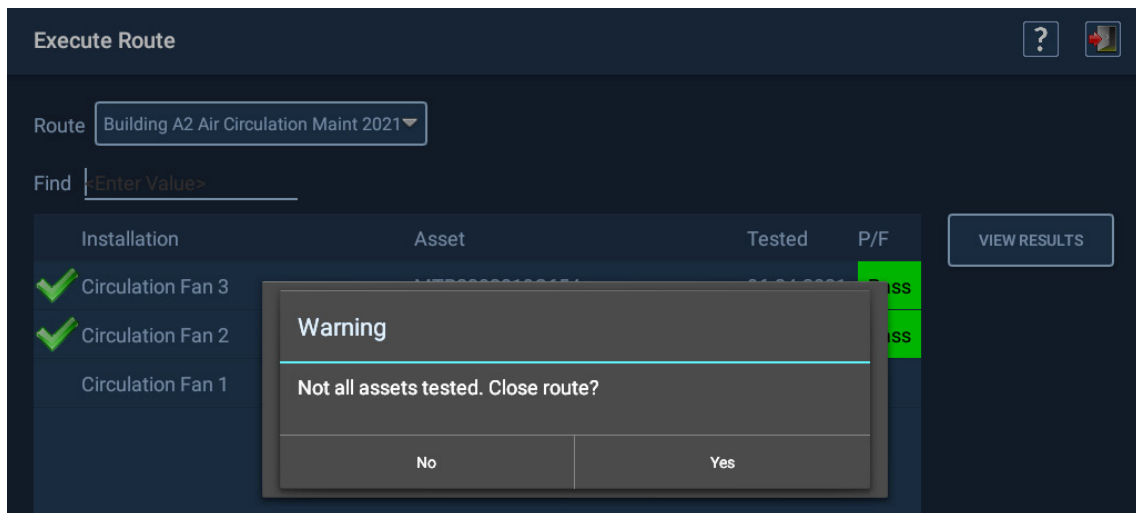 Execute Route
?
Route Building A2 Air Circulation Maint 2021
Find <Enter Value>
Installation Asset Tested P/F VIEW RESULTS
Circulation Fan 3
Circulation Fan 2
Circulation Fan 1
Warning
Not all assets tested. Close route?
No Yes